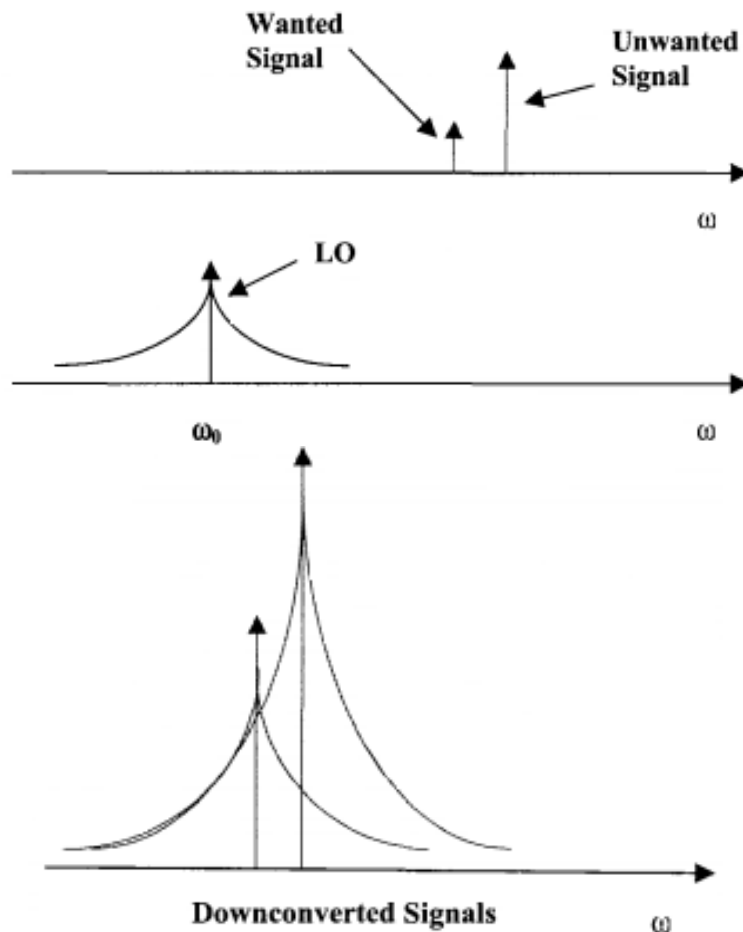 Wanted
Signal
Unwanted
Signal
ω
LO
ω₀
ω
Downconverted Signals
ω